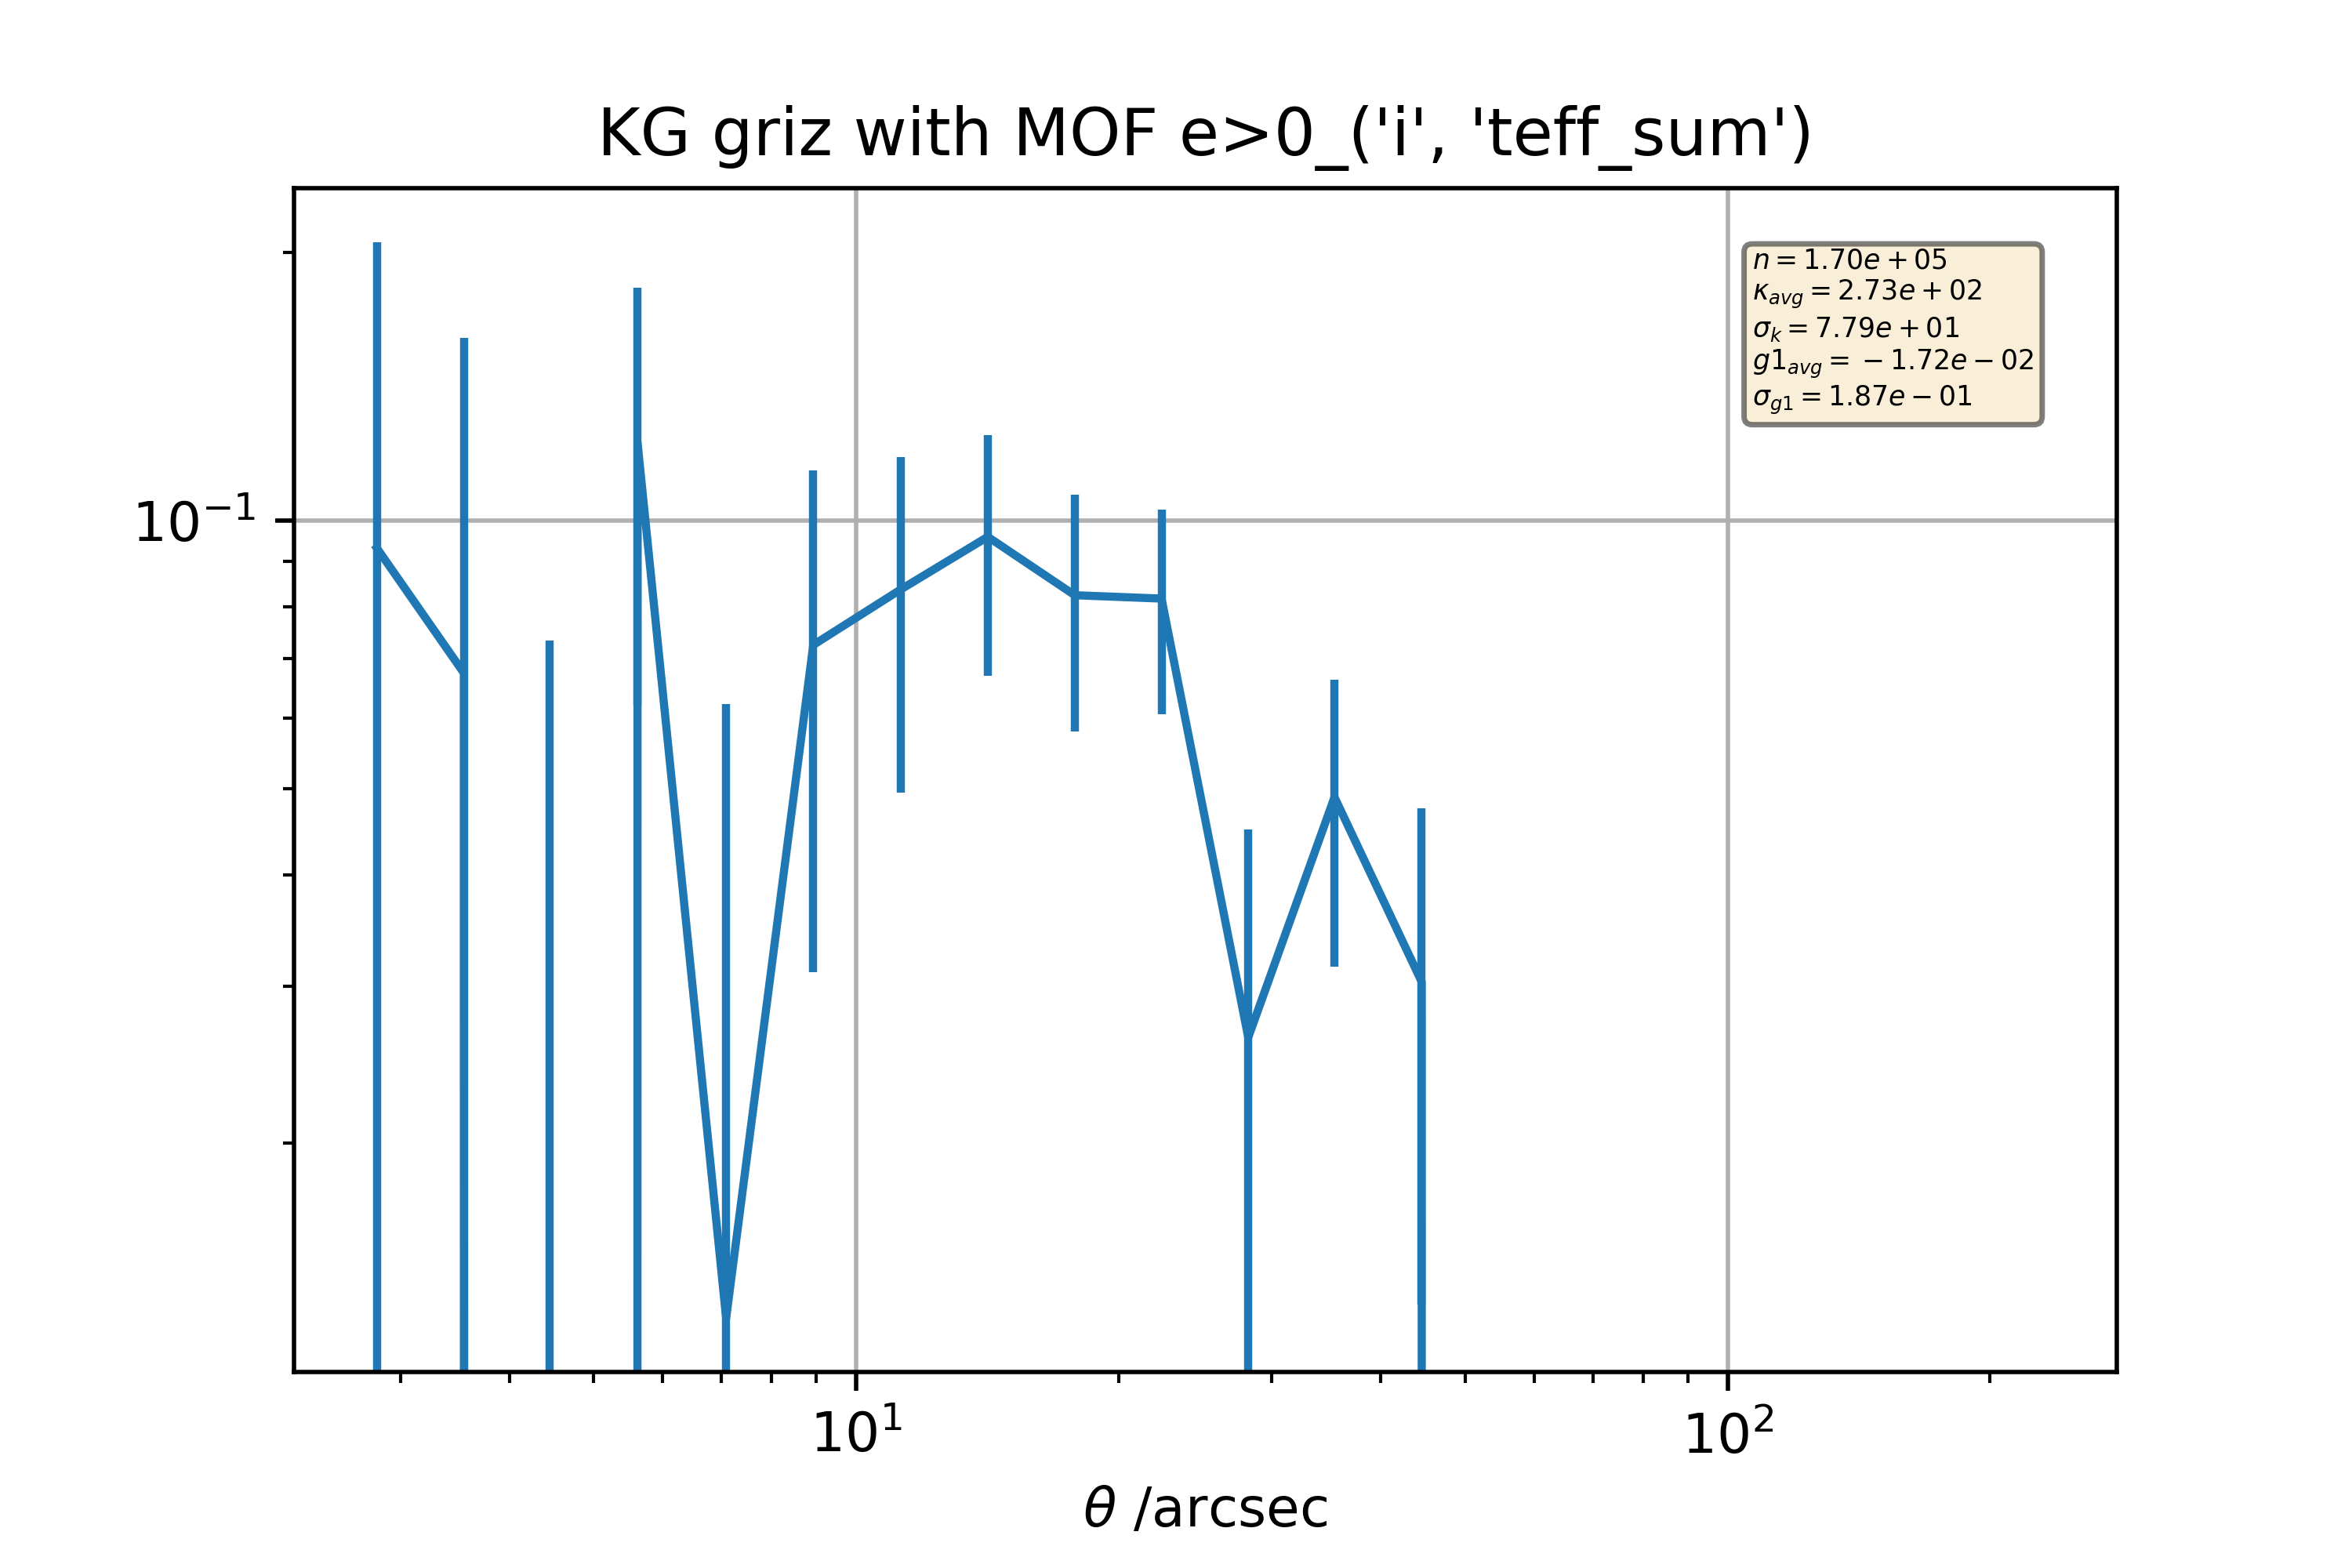 KG griz with MOF e>0_('i', 'teff_sum')
n = 1.70e + 05
κavg = 2.73e + 02
σk = 7.79e + 01
g1avg = − 1.72e − 02
σg1 = 1.87e − 01
10⁻¹
10¹ 10²
θ /arcsec